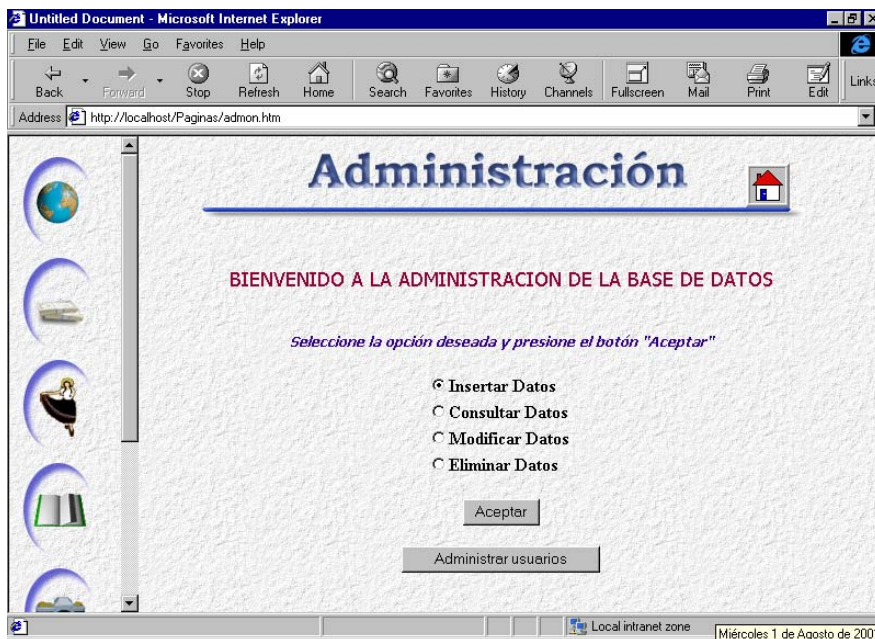 Untitled Document - Microsoft Internet Explorer
File Edit View Go Favorites Help
Back Forward Stop Refresh Home Search Favorites History Channels Fullscreen Mail Print Edit Links
Address http://localhost/Paginas/admon.htm
Administración
BIENVENIDO A LA ADMINISTRACION DE LA BASE DE DATOS
Seleccione la opción deseada y presione el botón "Aceptar"
Insertar Datos
Consultar Datos
Modificar Datos
Eliminar Datos
Aceptar
Administrar usuarios
Local intranet zone
Miércoles 1 de Agosto de